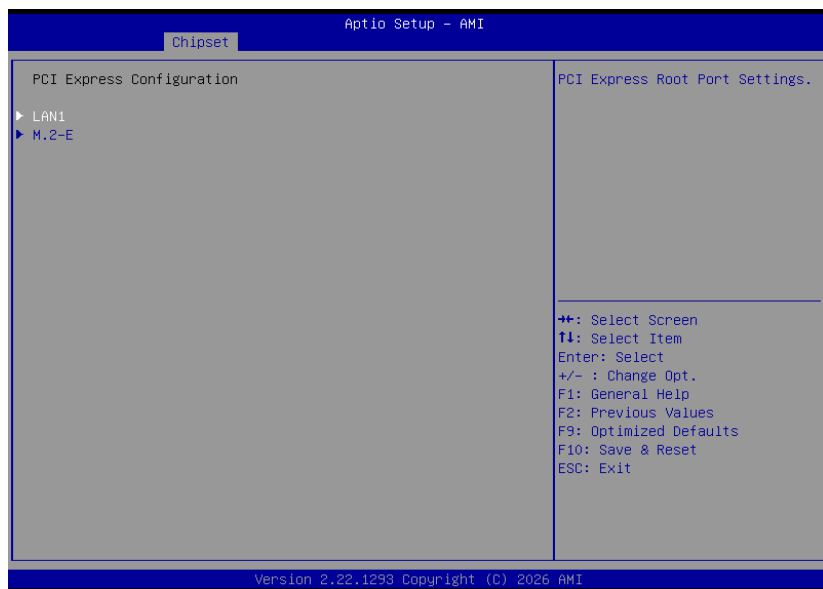 Aptio Setup – AMI
Chipset
PCI Express Configuration
▶ LAN1
▶ M.2-E
PCI Express Root Port Settings.
→←: Select Screen
↑↓: Select Item
Enter: Select
+/- : Change Opt.
F1: General Help
F2: Previous Values
F9: Optimized Defaults
F10: Save & Reset
ESC: Exit
Version 2.22.1293 Copyright (C) 2026 AMI